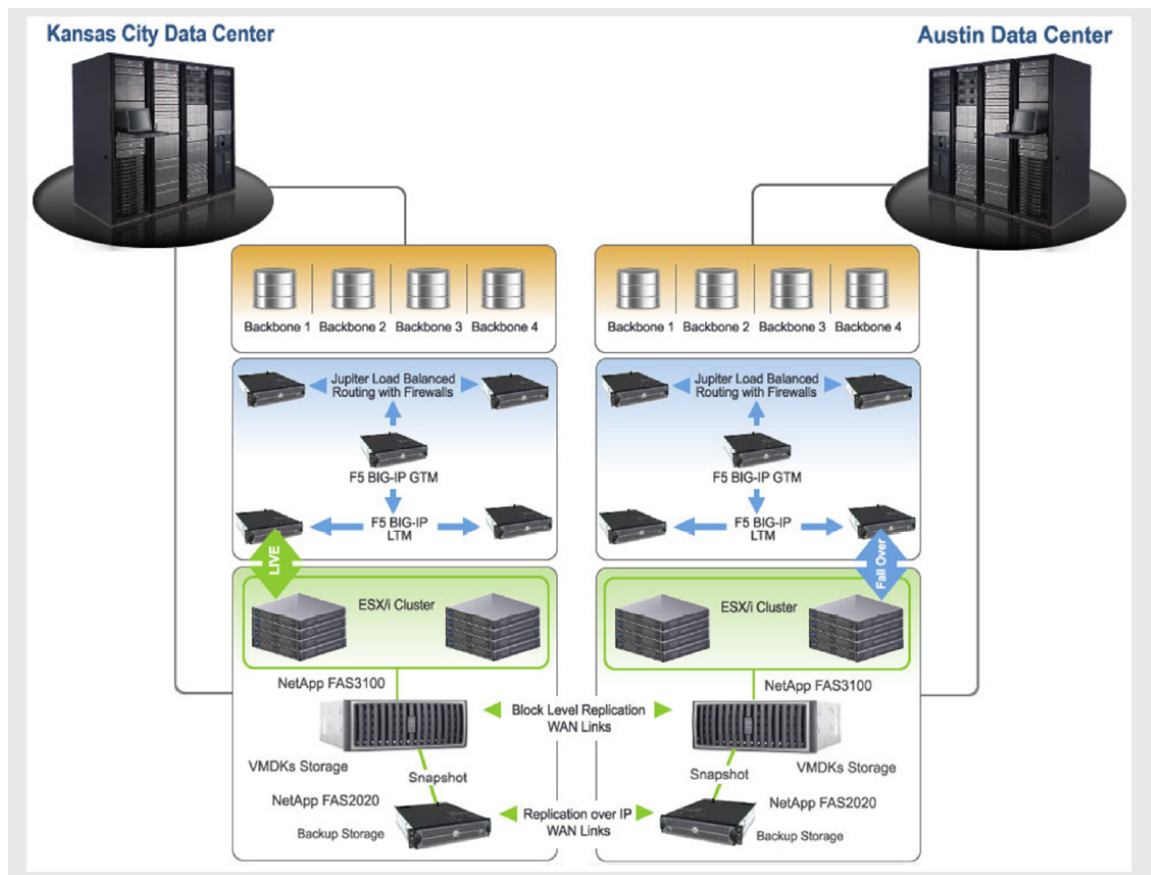 Kansas City Data Center
Austin Data Center
Backbone 1
Backbone 2
Backbone 3
Backbone 4
Backbone 1
Backbone 2
Backbone 3
Backbone 4
Jupiter Load Balanced
Routing with Firewalls
Jupiter Load Balanced
Routing with Firewalls
F5 BIG-IP GTM
F5 BIG-IP GTM
F5 BIG-IP
LTM
F5 BIG-IP
LTM
LIVE
Fall Over
ESX/i Cluster
ESX/i Cluster
NetApp FAS3100
NetApp FAS3100
Block Level Replication
WAN Links
VMDKs Storage
VMDKs Storage
Snapshot
Snapshot
NetApp FAS2020
NetApp FAS2020
Replication over IP
WAN Links
Backup Storage
Backup Storage